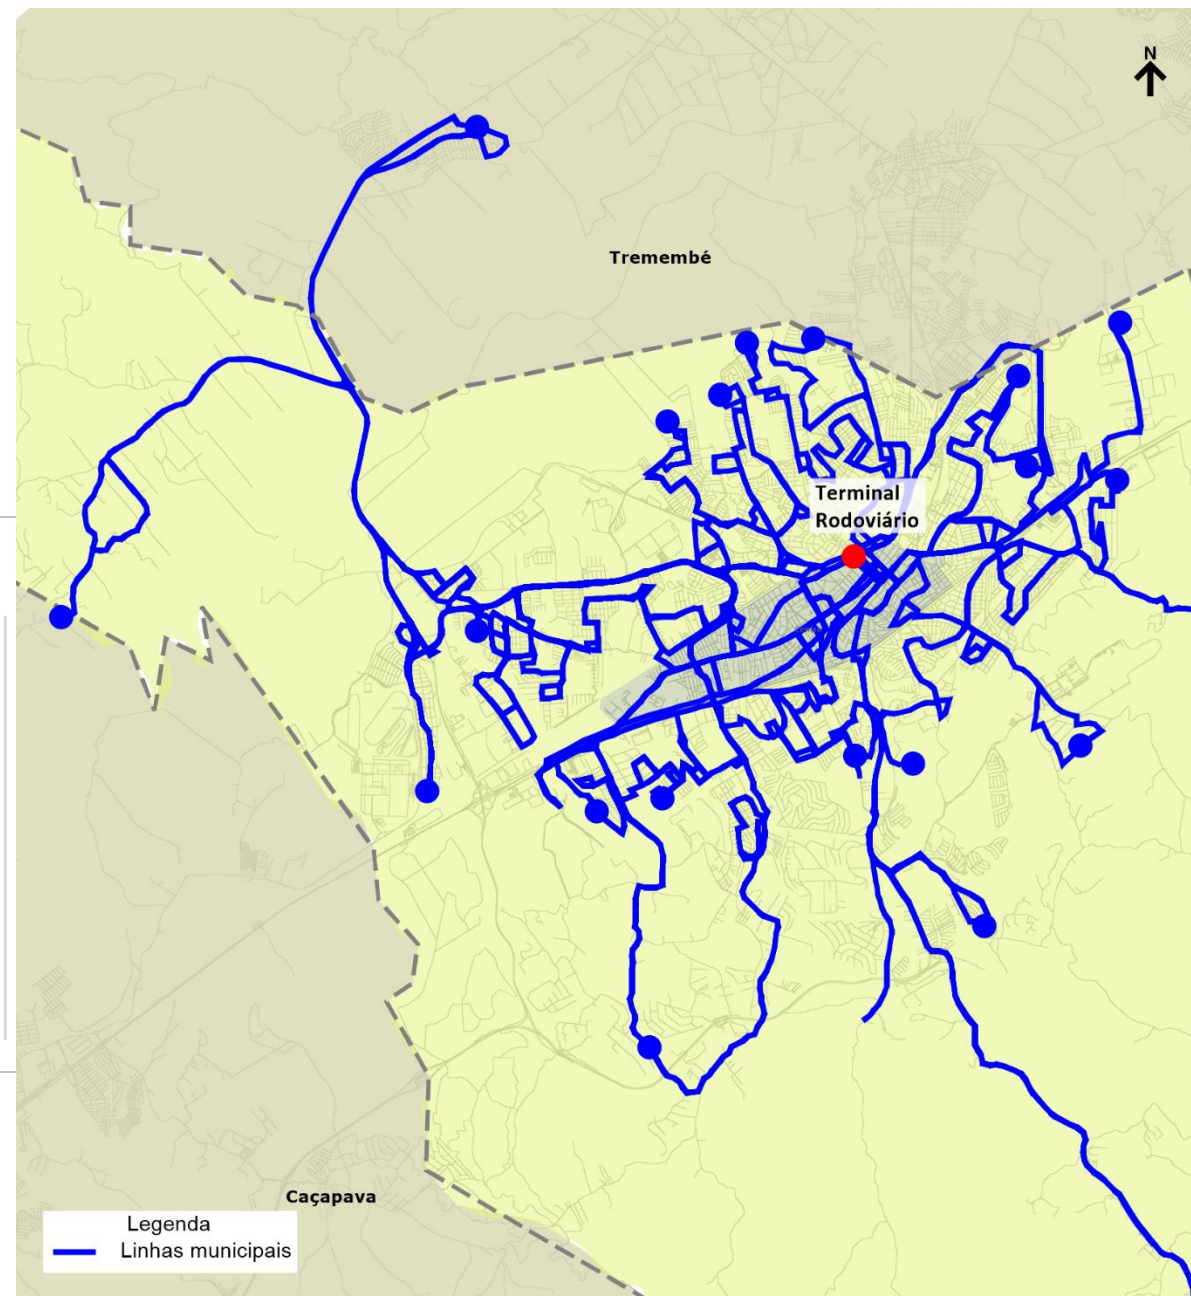 N
Tremembé
Terminal
Rodoviário
Caçapava
Legenda
Linhas municipais